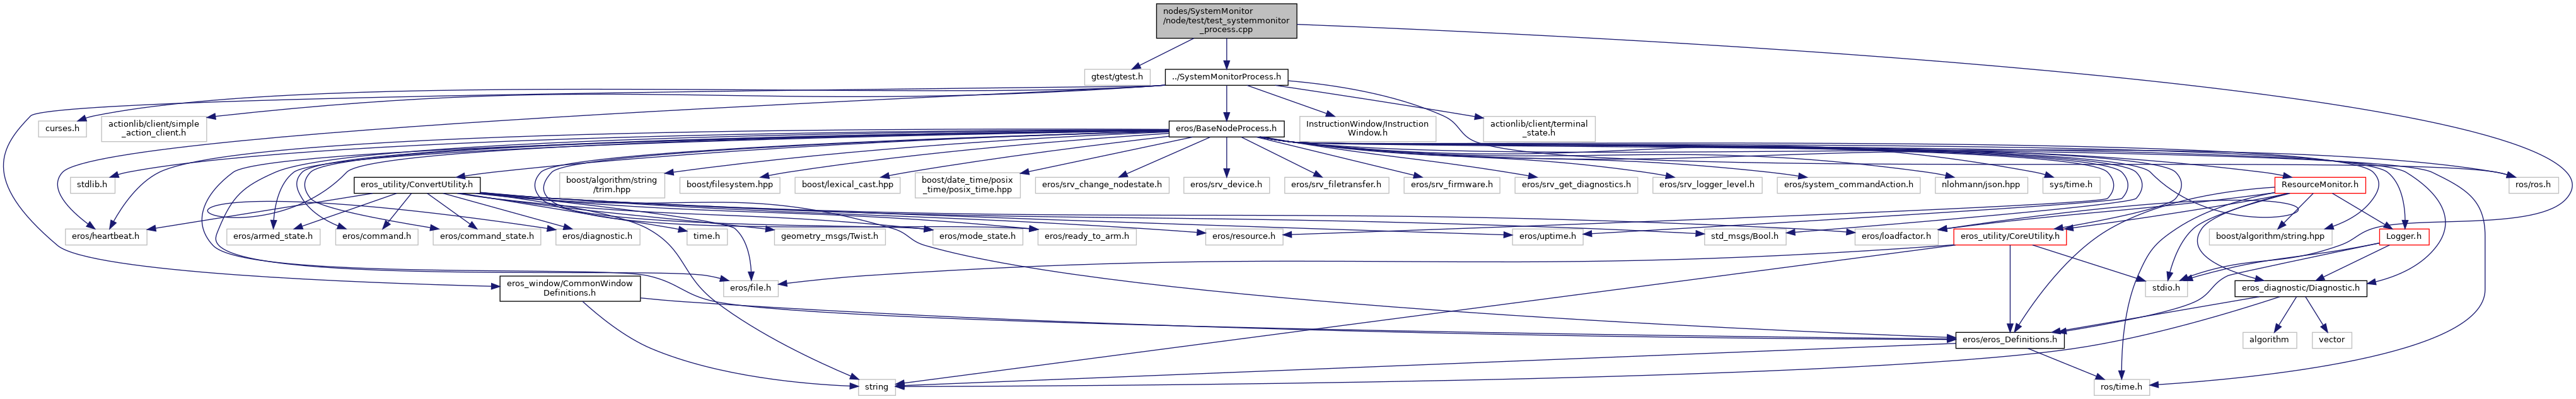 nodes/SystemMonitor
/node/test/test_systemmonitor
_process.cpp
gtest/gtest.h
../SystemMonitorProcess.h
curses.h
actionlib/client/simple
_action_client.h
eros/BaseNodeProcess.h
InstructionWindow/Instruction
Window.h
actionlib/client/terminal
_state.h
stdlib.h
eros_utility/ConvertUtility.h
boost/algorithm/string
/trim.hpp
boost/filesystem.hpp
boost/lexical_cast.hpp
boost/date_time/posix
_time/posix_time.hpp
eros/srv_change_nodestate.h
eros/srv_device.h
eros/srv_filetransfer.h
eros/srv_firmware.h
eros/srv_get_diagnostics.h
eros/srv_logger_level.h
eros/system_commandAction.h
nlohmann/json.hpp
sys/time.h
ResourceMonitor.h
ros/ros.h
eros/heartbeat.h
eros/armed_state.h
eros/command.h
eros/command_state.h
eros/diagnostic.h
time.h
geometry_msgs/Twist.h
eros/mode_state.h
eros/ready_to_arm.h
eros/resource.h
eros/uptime.h
std_msgs/Bool.h
eros/loadfactor.h
eros_utility/CoreUtility.h
boost/algorithm/string.hpp
Logger.h
eros_window/CommonWindow
Definitions.h
eros/file.h
stdio.h
eros_diagnostic/Diagnostic.h
eros/eros_Definitions.h
algorithm
vector
string
ros/time.h